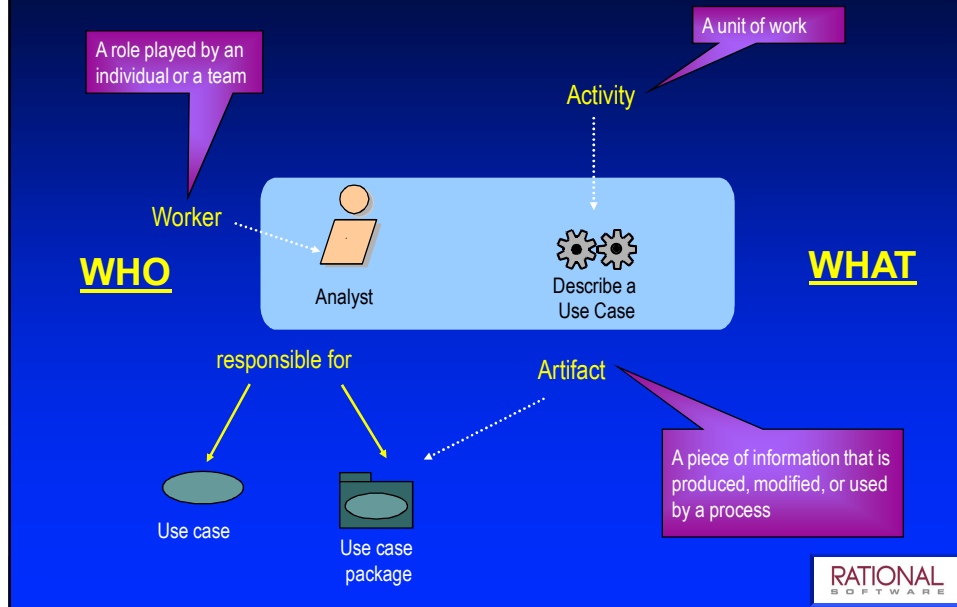 A unit of work
A role played by an
individual or a team
Activity
Worker
WHO
WHAT
Analyst
Describe a
Use Case
responsible for
Artifact
A piece of information that is
produced, modified, or used
by a process
Use case
Use case
package
RATIONAL
SOFTWARE